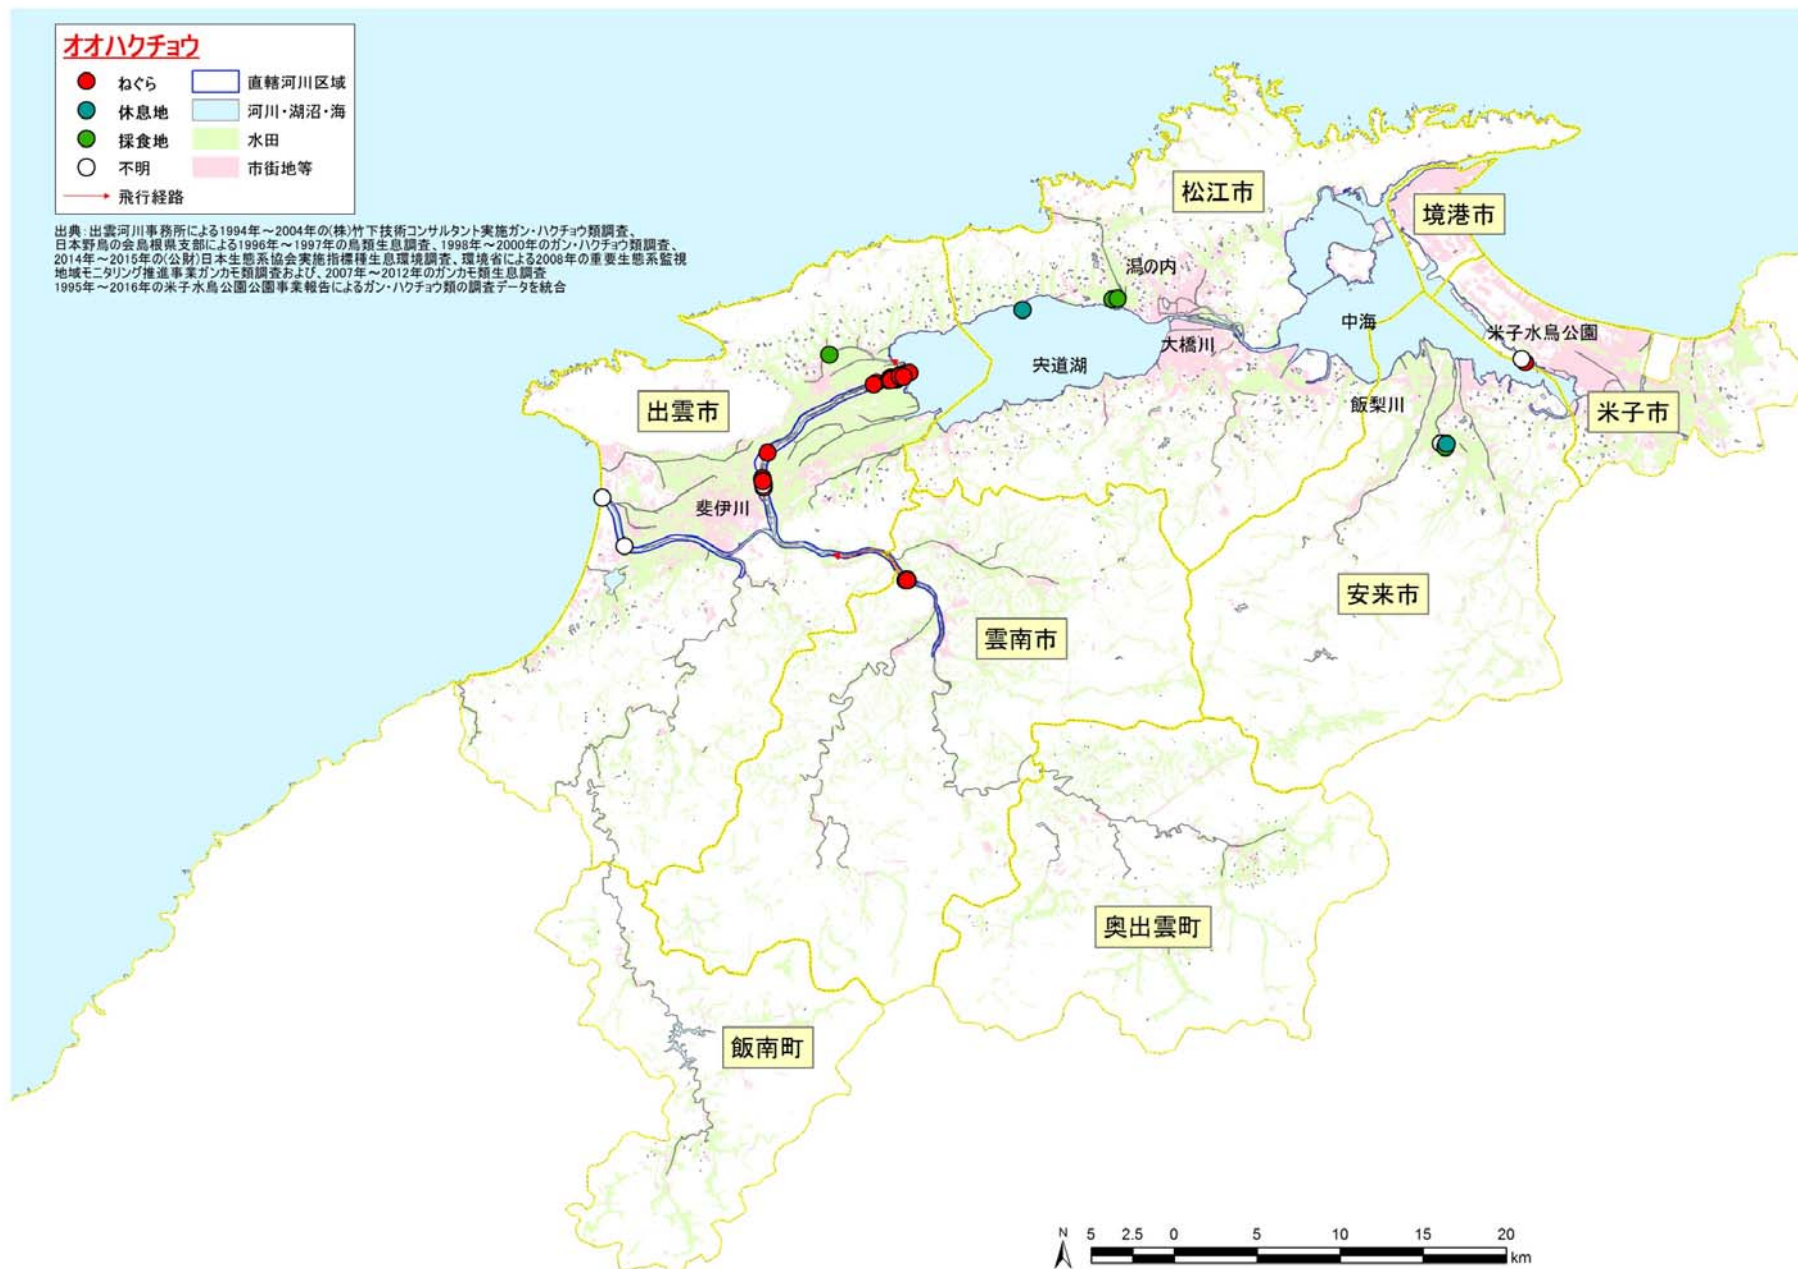 オオハクチョウ
ねぐら
直轄河川区域
休息地
河川・湖沼・海
採食地
水田
不明
市街地等
飛行経路
出典:出雲河川事務所による1994年～2004年の(株)竹下技術コンサルタント実施ガン・ハクチョウ類調査、
日本野鳥の会島根県支部による1996年～1997年の鳥類生息調査、1998年～2000年のガン・ハクチョウ類調査、
2014年～2015年の(公財)日本生態系協会実施指標種生息環境調査、環境省による2008年の重要生態系監視
地域モニタリング推進事業ガンカモ類調査および、2007年～2012年のガンカモ類生息調査
1995年～2016年の米子水鳥公園公園事業報告によるガン・ハクチョウ類の調査データを統合
松江市
境港市
潟の内
中海
米子水鳥公園
大橋川
宍道湖
出雲市
飯梨川
米子市
斐伊川
安来市
雲南市
奥出雲町
飯南町
N
5 2.5 0 5 10 15 20
km